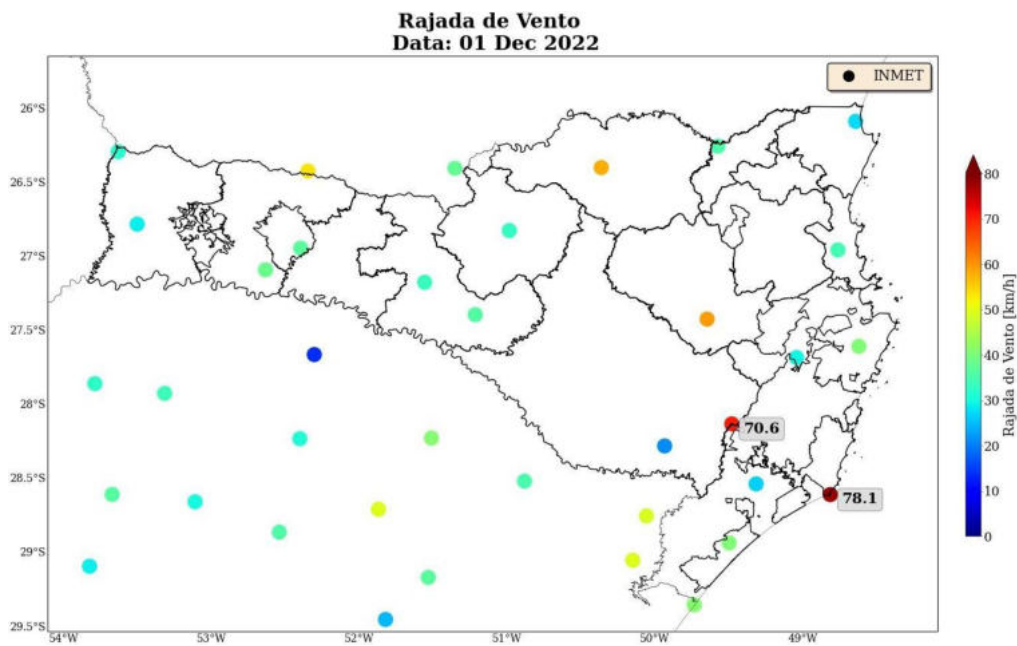 Rajada de Vento
Data: 01 Dec 2022
INMET
26°S
26.5°S
27°S
27.5°S
28°S
28.5°S
29°S
29.5°S
54°W
53°W
52°W
51°W
50°W
49°W
70.6
78.1
80
70
60
50
40
30
20
10
0
Rajada de Vento [km/h]